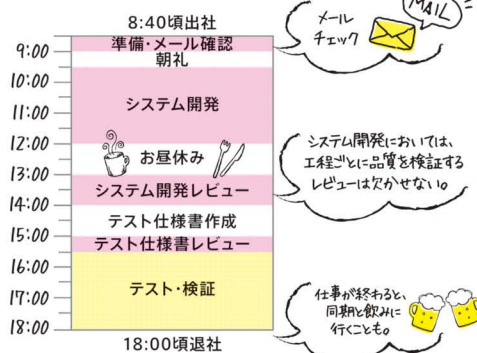 8:40頃出社
9:00
準備・メール確認
朝礼
10:00
システム開発
11:00
12:00
お昼休み
13:00
システム開発レビュー
14:00
テスト仕様書作成
15:00
テスト仕様書レビュー
16:00
テスト・検証
17:00
18:00
18:00頃退社
メール
チェック
MAIL
システム開発においては、
工程ごとに品質を検証する
レビューは欠かせない。
仕事が終わると、
同期と飲みに
行くことも。